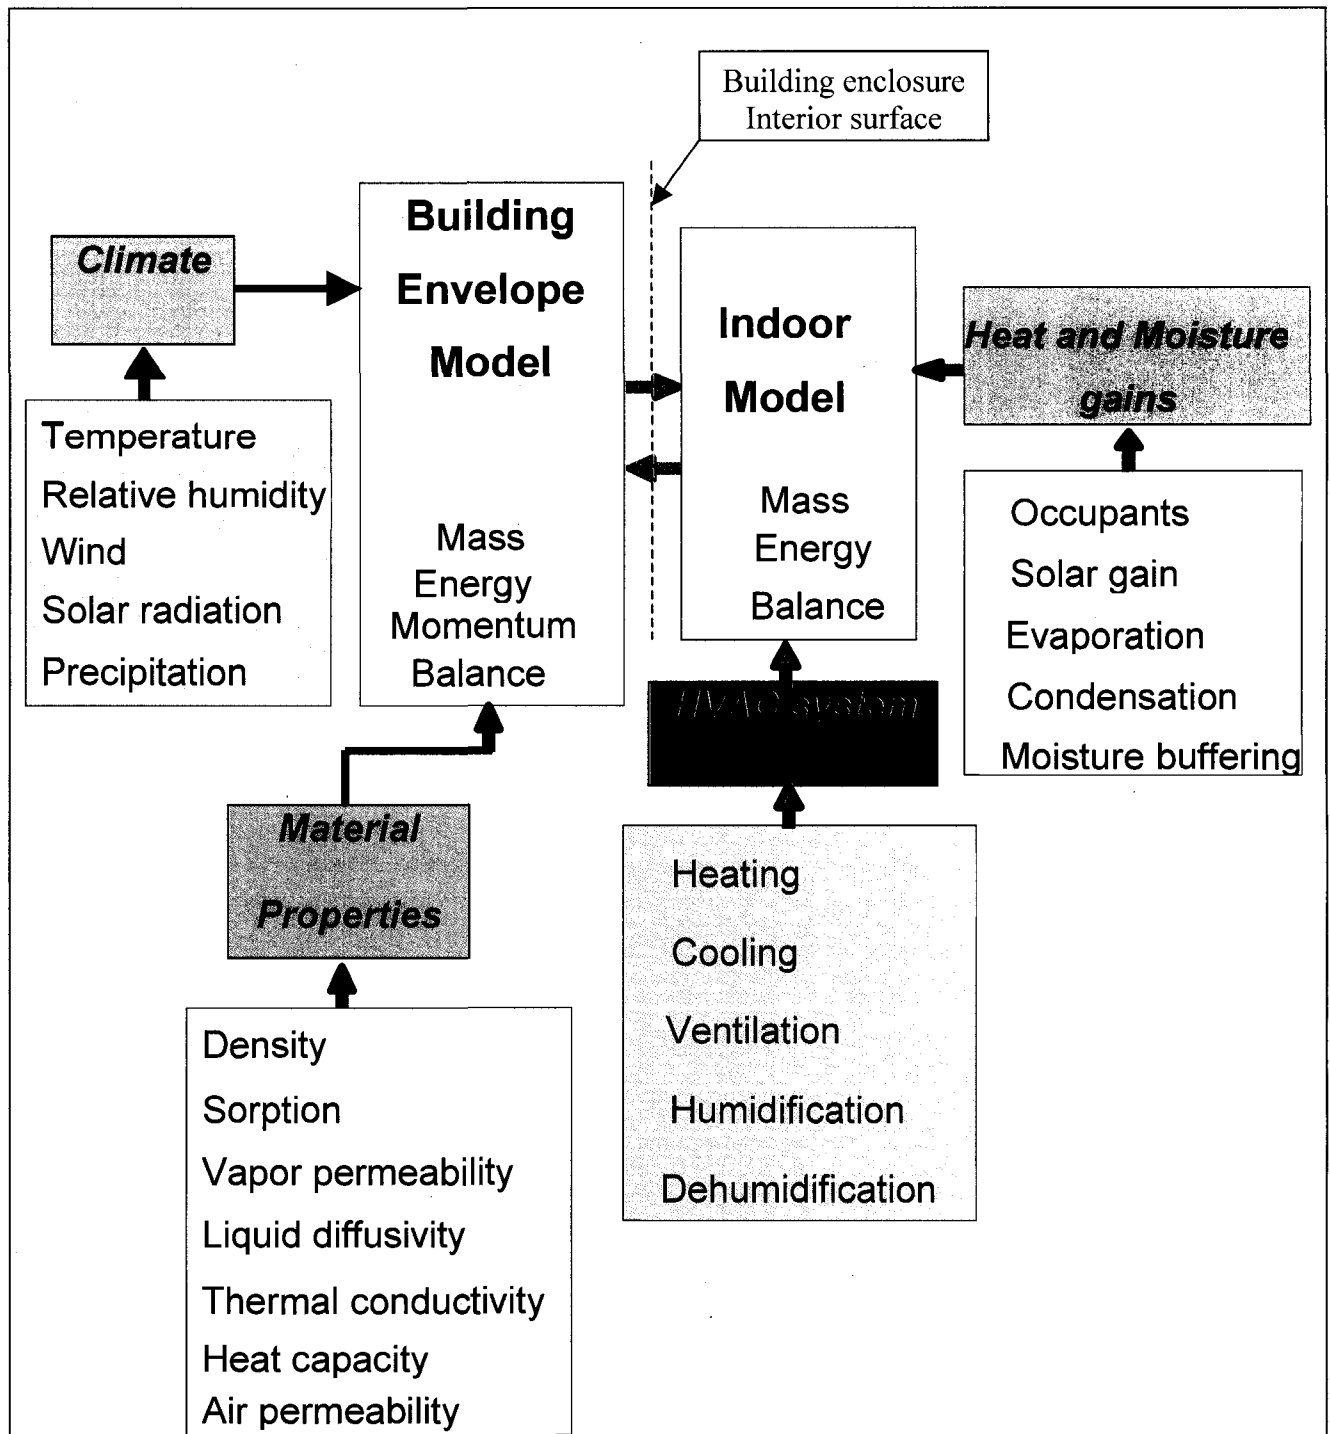 Building enclosure
Interior surface
Climate
Temperature
Relative humidity
Wind
Solar radiation
Precipitation
Building
Envelope
Model
Mass
Energy
Momentum
Balance
Indoor
Model
Mass
Energy
Balance
Heat and Moisture
gains
Occupants
Solar gain
Evaporation
Condensation
Moisture buffering
HVAC system
Heating
Cooling
Ventilation
Humidification
Dehumidification
Material
Properties
Density
Sorption
Vapor permeability
Liquid diffusivity
Thermal conductivity
Heat capacity
Air permeability